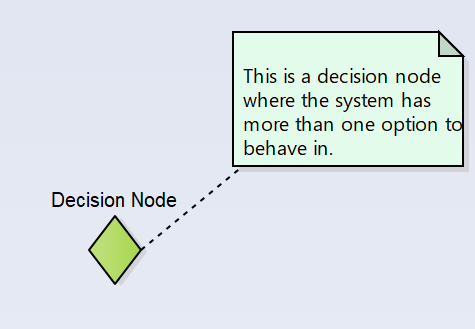 This is a decision node
where the system has
more than one option to
behave in.
Decision Node